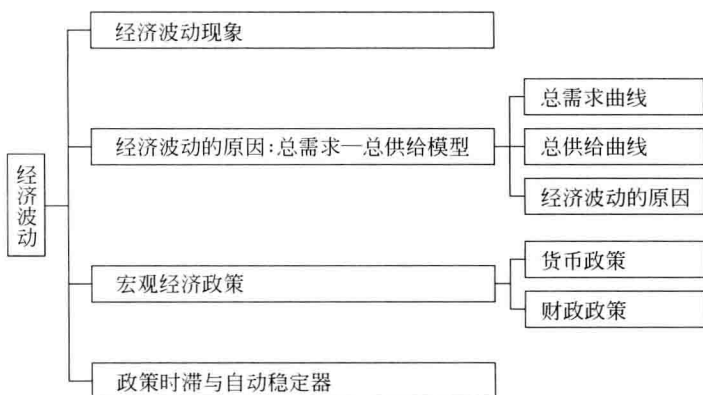 经济波动
经济波动现象
经济波动的原因:总需求—总供给模型
总需求曲线
总供给曲线
经济波动的原因
宏观经济政策
货币政策
财政政策
政策时滞与自动稳定器